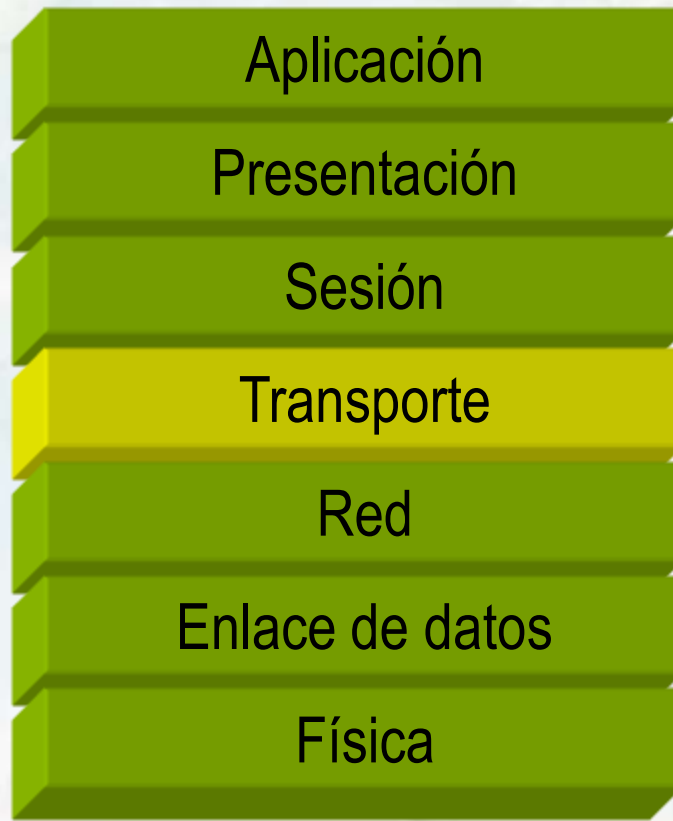 Aplicación
Presentación
Sesión
Transporte
Red
Enlace de datos
Física